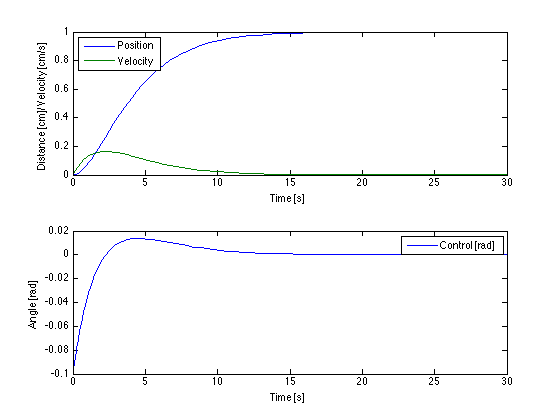 1
0.8
0.6
0.4
0.2
0
Distance [cm]/Velocity [cm/s]
Position
Velocity
0 5 10 15 20 25 30
Time [s]
0.02
0
-0.02
-0.04
-0.06
-0.08
-0.1
Angle [rad]
Control [rad]
0 5 10 15 20 25 30
Time [s]